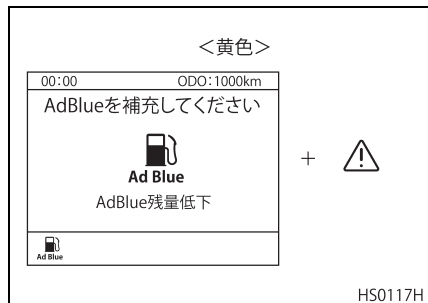 ＜黄色＞
00:00 ODO:1000km
AdBlueを補充してください
Ad Blue
AdBlue残量低下
+
Ad Blue
HS0117H